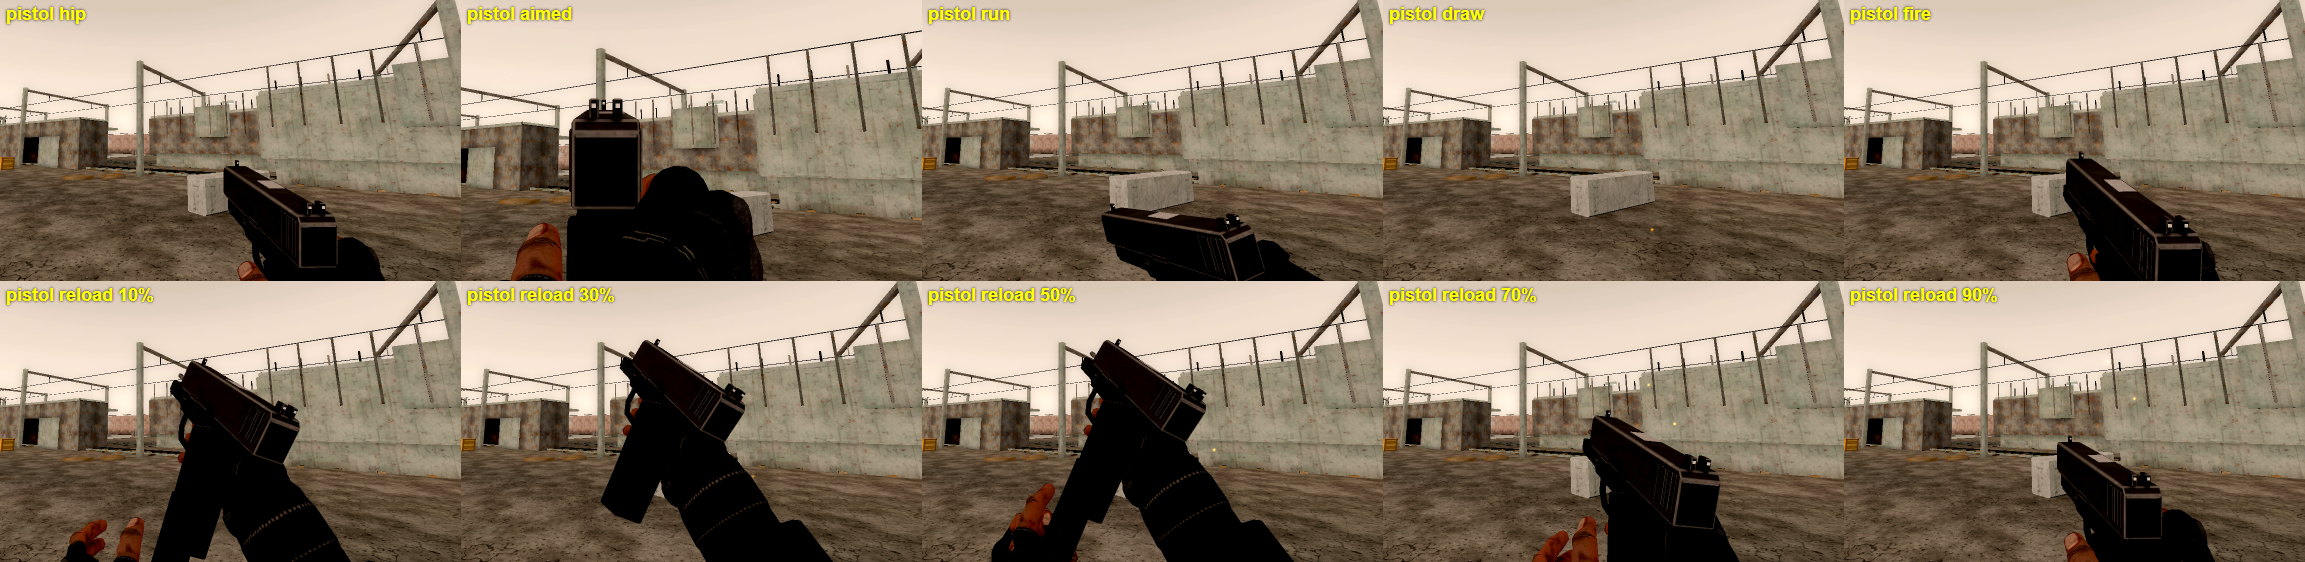 pistol hip
pistol aimed
pistol run
pistol draw
pistol fire
pistol reload 10%
pistol reload 30%
pistol reload 50%
pistol reload 70%
pistol reload 90%